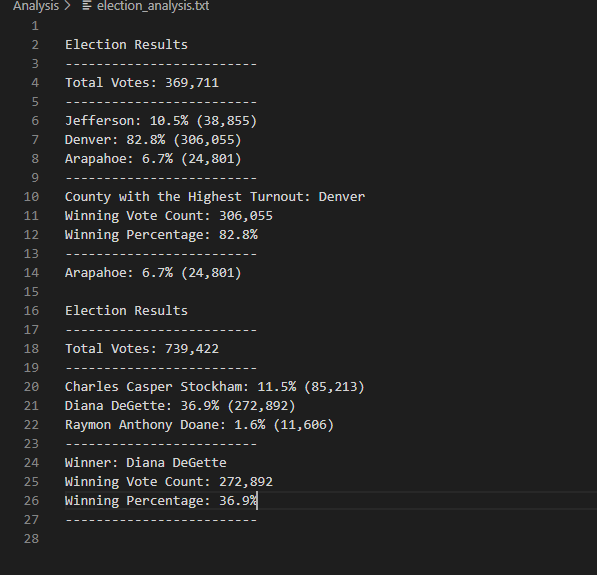 Analysis > election_analysis.txt
1
2 Election Results
3 -------------------------
4 Total Votes: 369,711
5 -------------------------
6 Jefferson: 10.5% (38,855)
7 Denver: 82.8% (306,055)
8 Arapahoe: 6.7% (24,801)
9 -------------------------
10 County with the Highest Turnout: Denver
11 Winning Vote Count: 306,055
12 Winning Percentage: 82.8%
13 -------------------------
14 Arapahoe: 6.7% (24,801)
15
16 Election Results
17 -------------------------
18 Total Votes: 739,422
19 -------------------------
20 Charles Casper Stockham: 11.5% (85,213)
21 Diana DeGette: 36.9% (272,892)
22 Raymon Anthony Doane: 1.6% (11,606)
23 -------------------------
24 Winner: Diana DeGette
25 Winning Vote Count: 272,892
26 Winning Percentage: 36.9%
27 -------------------------
28